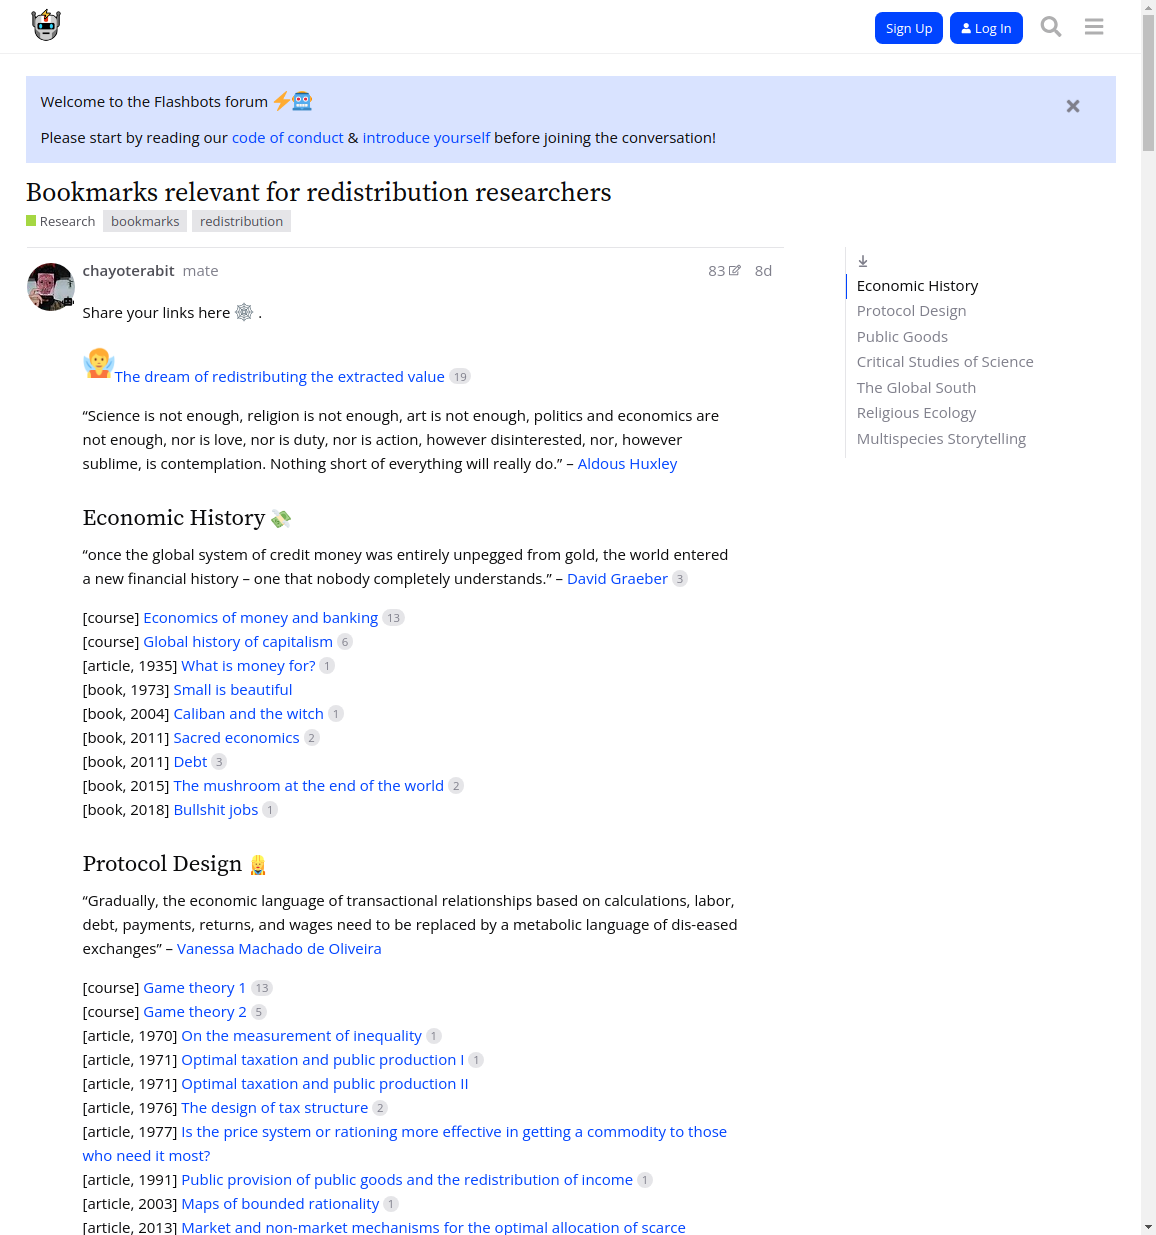 Sign Up
Log In
Welcome to the Flashbots forum
Please start by reading our code of conduct & introduce yourself before joining the conversation!
Bookmarks relevant for redistribution researchers
Research bookmarks redistribution
chayoterabit mate 83 8d
Share your links here .
The dream of redistributing the extracted value 19
“Science is not enough, religion is not enough, art is not enough, politics and economics are
not enough, nor is love, nor is duty, nor is action, however disinterested, nor, however
sublime, is contemplation. Nothing short of everything will really do.” – Aldous Huxley
Economic History
“once the global system of credit money was entirely unpegged from gold, the world entered
a new financial history – one that nobody completely understands.” – David Graeber 3
[course] Economics of money and banking 13
[course] Global history of capitalism 6
[article, 1935] What is money for? 1
[book, 1973] Small is beautiful
[book, 2004] Caliban and the witch 1
[book, 2011] Sacred economics 2
[book, 2011] Debt 3
[book, 2015] The mushroom at the end of the world 2
[book, 2018] Bullshit jobs 1
Protocol Design
“Gradually, the economic language of transactional relationships based on calculations, labor,
debt, payments, returns, and wages need to be replaced by a metabolic language of dis-eased
exchanges” – Vanessa Machado de Oliveira
[course] Game theory 1 13
[course] Game theory 2 5
[article, 1970] On the measurement of inequality 1
[article, 1971] Optimal taxation and public production I 1
[article, 1971] Optimal taxation and public production II
[article, 1976] The design of tax structure 2
[article, 1977] Is the price system or rationing more effective in getting a commodity to those
who need it most?
[article, 1991] Public provision of public goods and the redistribution of income 1
[article, 2003] Maps of bounded rationality 1
[article, 2013] Market and non-market mechanisms for the optimal allocation of scarce
Economic History
Protocol Design
Public Goods
Critical Studies of Science
The Global South
Religious Ecology
Multispecies Storytelling